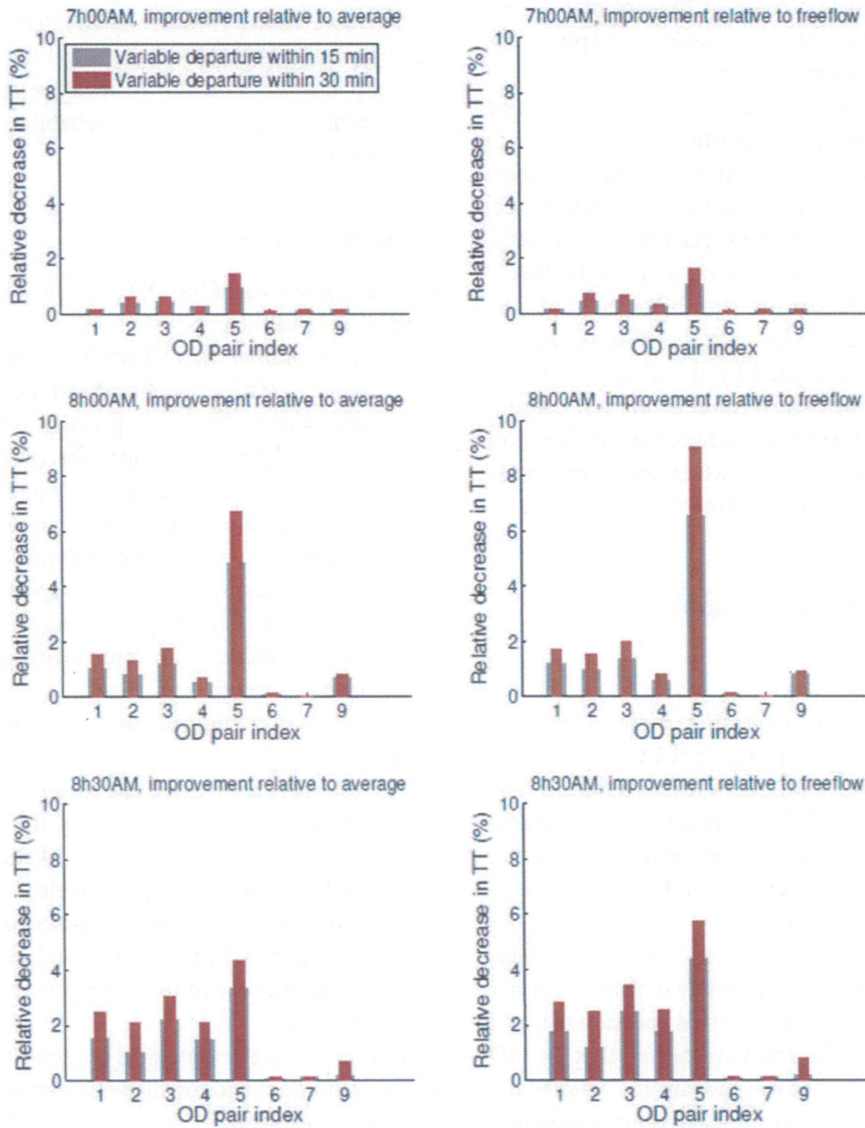 7h00AM, improvement relative to average
10
8
6
4
2
0
Relative decrease in TT (%)
Variable departure within 15 min
Variable departure within 30 min
1 2 3 4 5 6 7 9
OD pair index
7h00AM, improvement relative to freeflow
10
8
6
4
2
0
Relative decrease in TT (%)
1 2 3 4 5 6 7 9
OD pair index
8h00AM, improvement relative to average
10
8
6
4
2
0
Relative decrease in TT (%)
1 2 3 4 5 6 7 9
OD pair index
8h00AM, improvement relative to freeflow
10
8
6
4
2
0
Relative decrease in TT (%)
1 2 3 4 5 6 7 9
OD pair index
8h30AM, improvement relative to average
10
8
6
4
2
0
Relative decrease in TT (%)
1 2 3 4 5 6 7 9
OD pair index
8h30AM, improvement relative to freeflow
10
8
6
4
2
0
Relative decrease in TT (%)
1 2 3 4 5 6 7 9
OD pair index